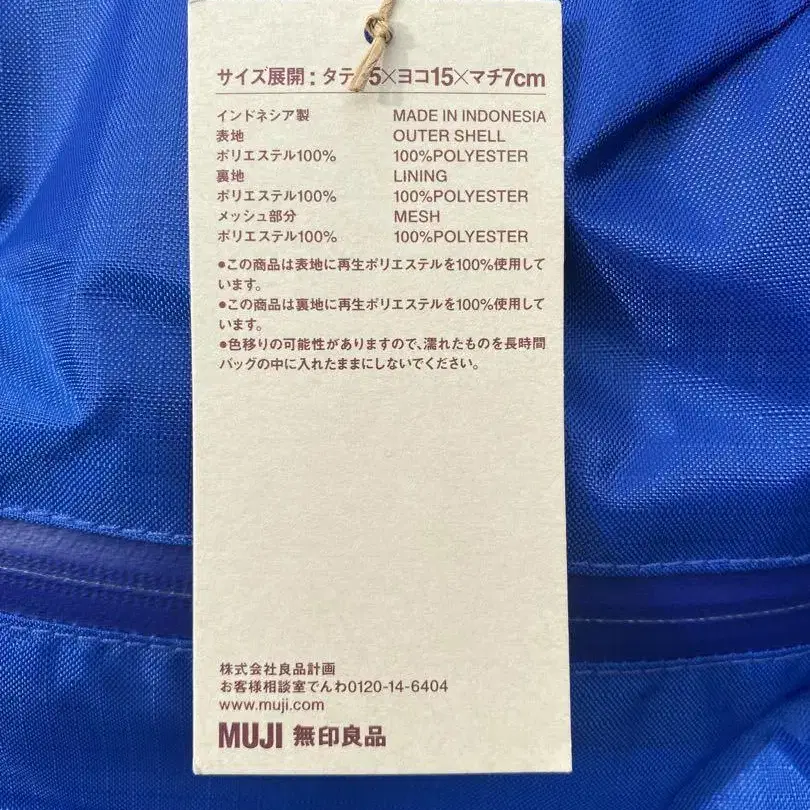 サイズ展開：タテ 5×ヨコ15×マチ7cm
インドネシア製 MADE IN INDONESIA
表地 OUTER SHELL
ポリエステル100% 100%POLYESTER
裏地 LINING
ポリエステル100% 100%POLYESTER
メッシュ部分 MESH
ポリエステル100% 100%POLYESTER
●この商品は表地に再生ポリエステルを100%使用して
います。
●この商品は裏地に再生ポリエステルを100%使用して
います。
●色移りの可能性がありますので、濡れたものを長時間
バッグの中に入れたままにしないでください。
株式会社良品計画
お客様相談室でんわ0120-14-6404
www.muji.com
MUJI 無印良品